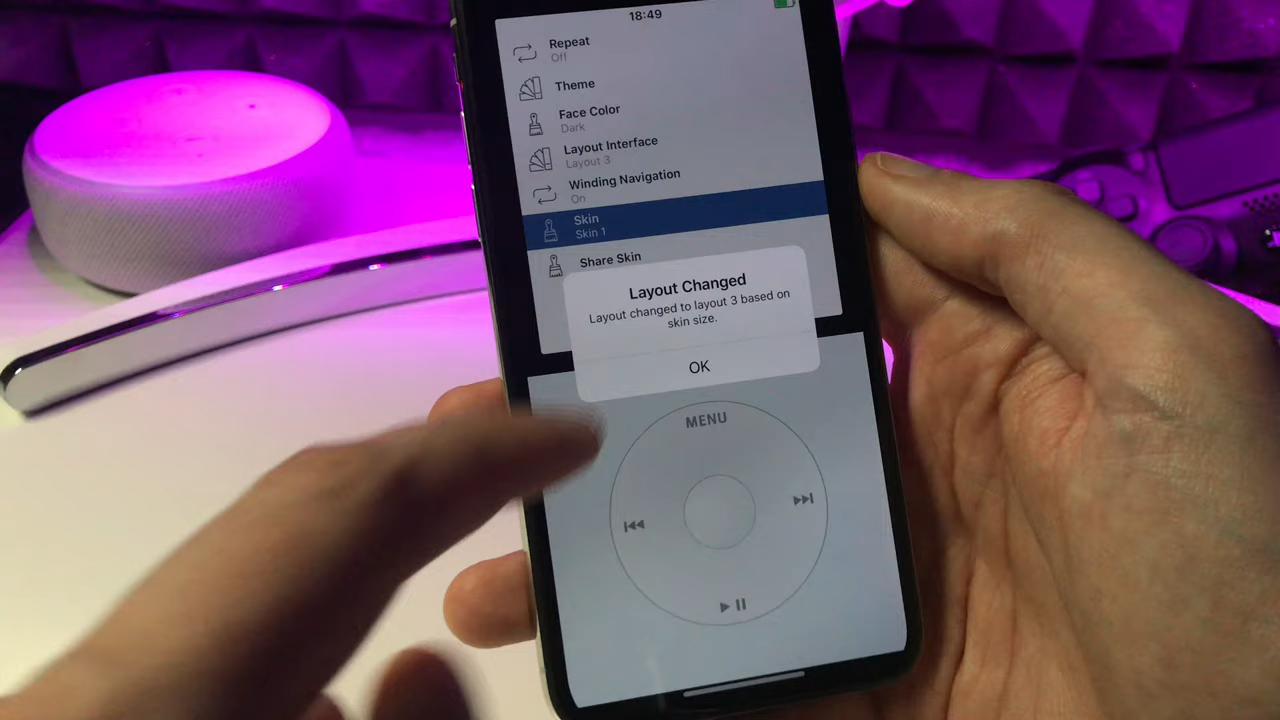 18:49
Repeat
Off
Theme
Face Color
Dark
Layout Interface
Layout 3
Winding Navigation
On
Skin
Skin 1
Share Skin
Layout Changed
Layout changed to layout 3 based on
skin size.
OK
MENU